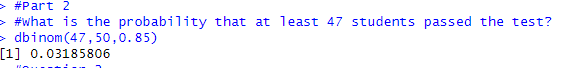 > #Part 2
> #What is the probability that at least 47 students passed the test?
> dbinom(47,50,0.85)
[1] 0.03185806